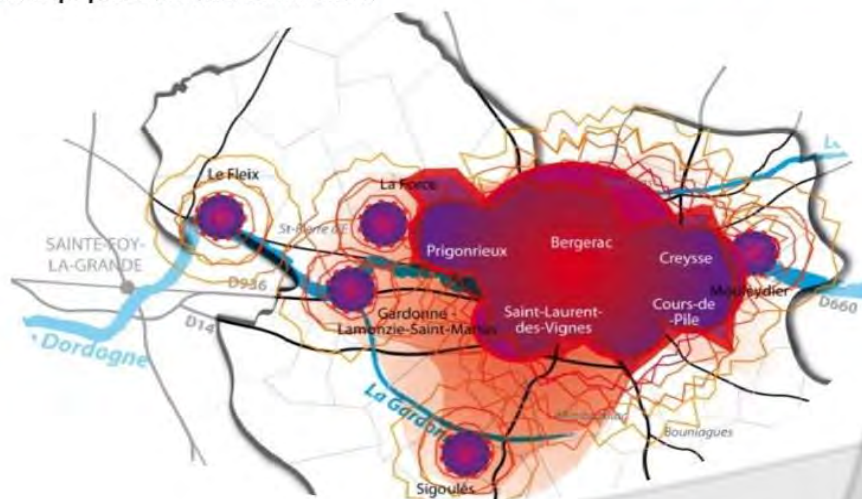 Le Fleix
La Force
St-Pierre d'E
Prigonrieux
Bergerac
Creysse
SAINTE-FOY-
LA-GRANDE
D936
Mouleydier
D660
Gardonne -
Lamonzie-Saint-Martin
Saint-Laurent-
des-Vignes
Cours-de
-Pile
D14
Dordogne
La Gardon
Bouniagues
Sigoulès